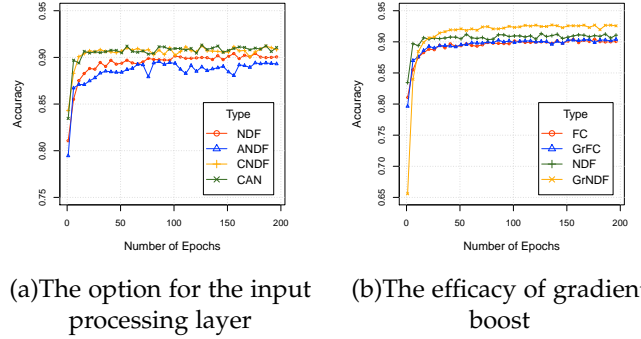 0.75 0.80 0.85 0.90
Accuracy
Type
NDF
ANDF
CNDF
CAN
0 50 100 150 200
Number of Epochs
(a)The option for the input
processing layer
0.65 0.70 0.75 0.80 0.85 0.90 0.95
Accuracy
Type
FC
GrFC
NDF
GrNDF
0 50 100 150 200
Number of Epochs
(b)The efficacy of gradien
boost